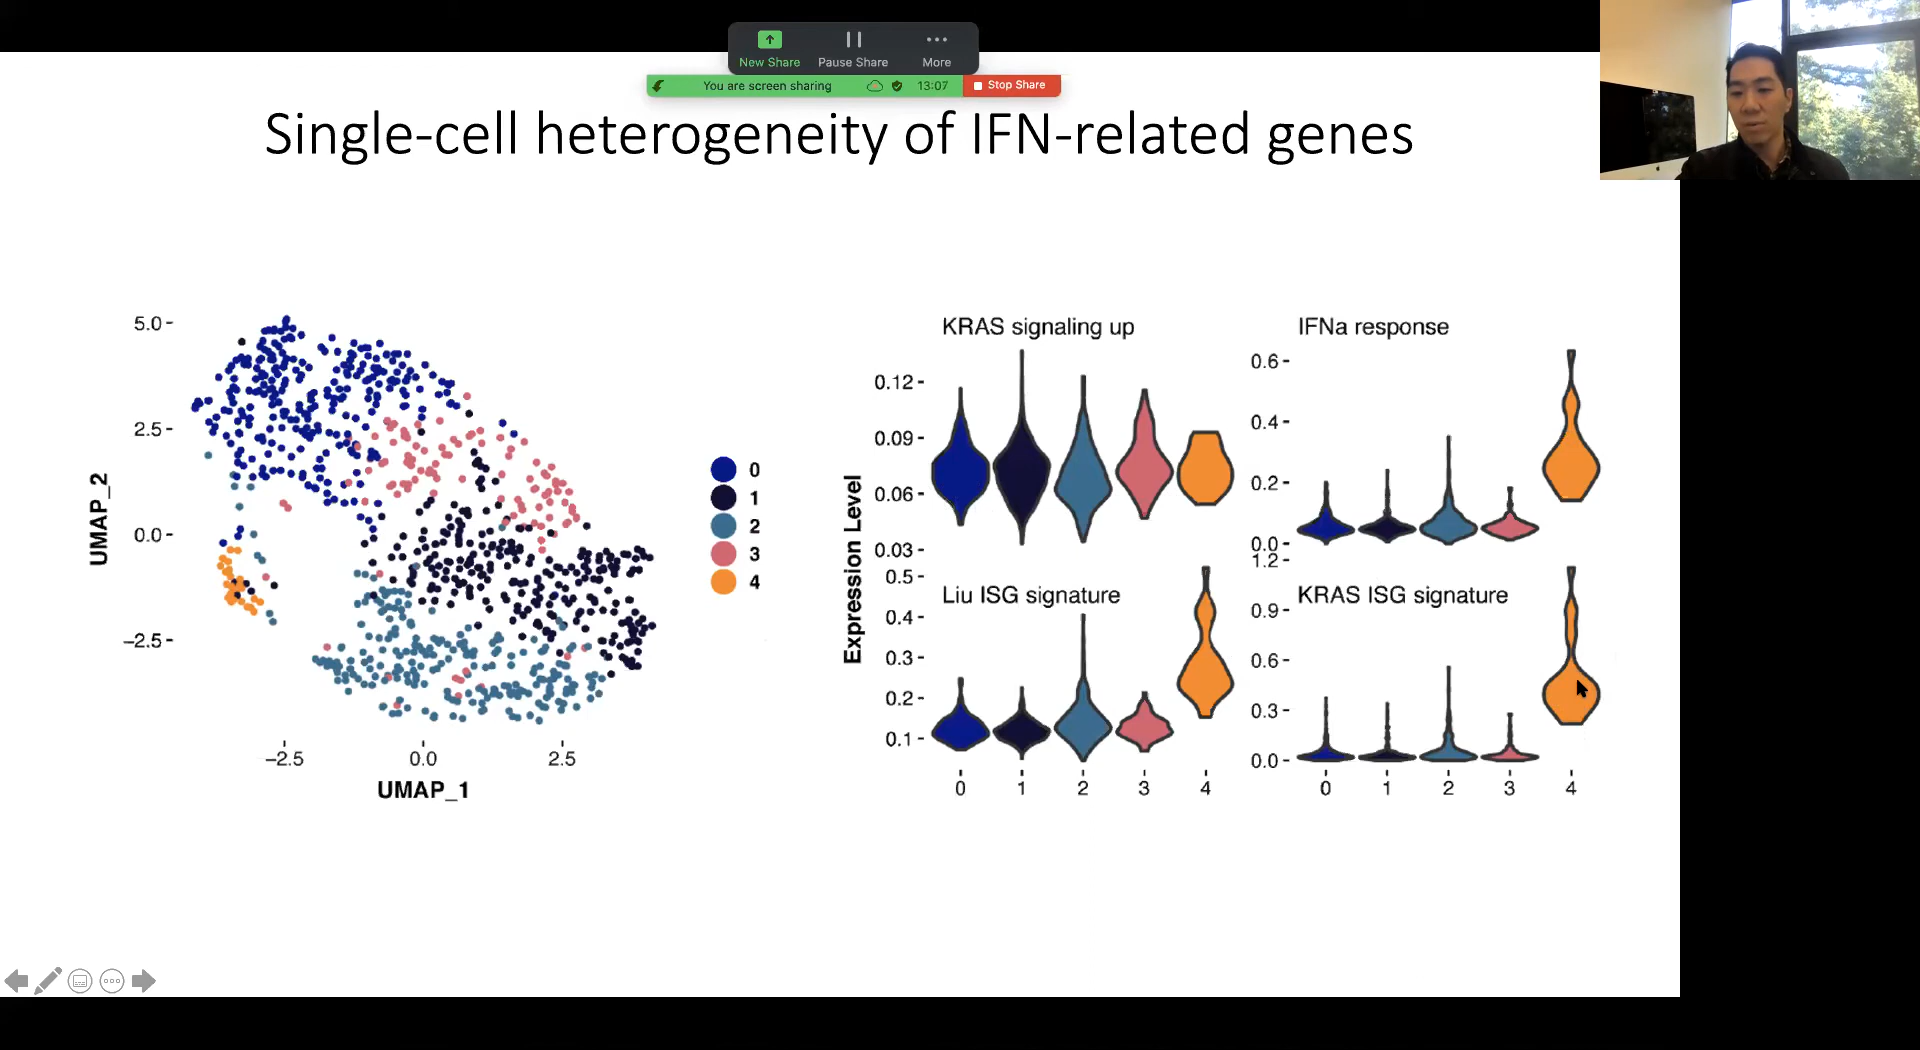 New Share
Pause Share
More
You are screen sharing
13:07
Stop Share
Single-cell heterogeneity of IFN-related genes
5.0
2.5
0.0
−2.5
UMAP_2
−2.5
0.0
2.5
UMAP_1
0
1
2
3
4
Expression Level
KRAS signaling up
0.12
0.09
0.06
0.03
IFNa response
0.6
0.4
0.2
0.0
Liu ISG signature
0.5
0.4
0.3
0.2
0.1
0 1 2 3 4
KRAS ISG signature
1.2
0.9
0.6
0.3
0.0
0 1 2 3 4